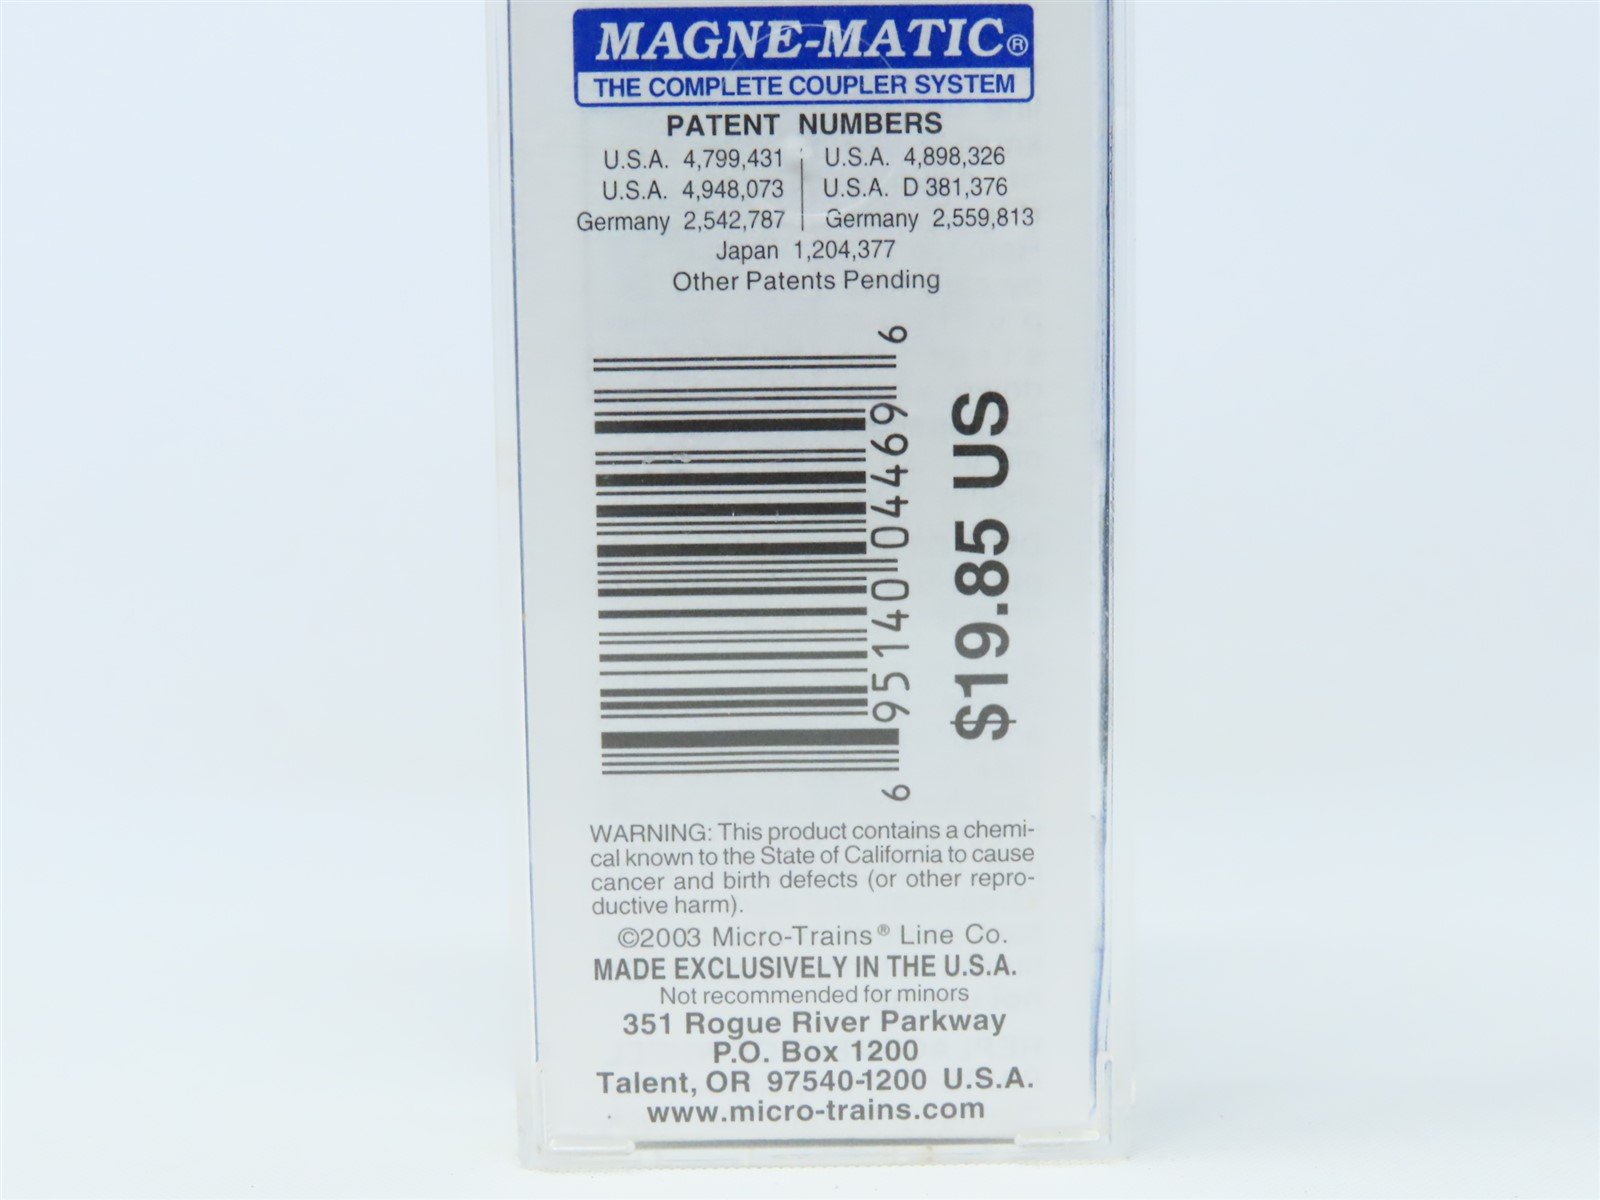 MAGNE-MATIC®
THE COMPLETE COUPLER SYSTEM
PATENT NUMBERS
U.S.A. 4,799,431 U.S.A. 4,898,326
U.S.A. 4,948,073 U.S.A. D 381,376
Germany 2,542,787 Germany 2,559,813
Japan 1,204,377
Other Patents Pending
6 95140 04469 6
$19.85 US
WARNING: This product contains a chemi-
cal known to the State of California to cause
cancer and birth defects (or other repro-
ductive harm).
©2003 Micro-Trains® Line Co.
MADE EXCLUSIVELY IN THE U.S.A.
Not recommended for minors
351 Rogue River Parkway
P.O. Box 1200
Talent, OR 97540-1200 U.S.A.
www.micro-trains.com